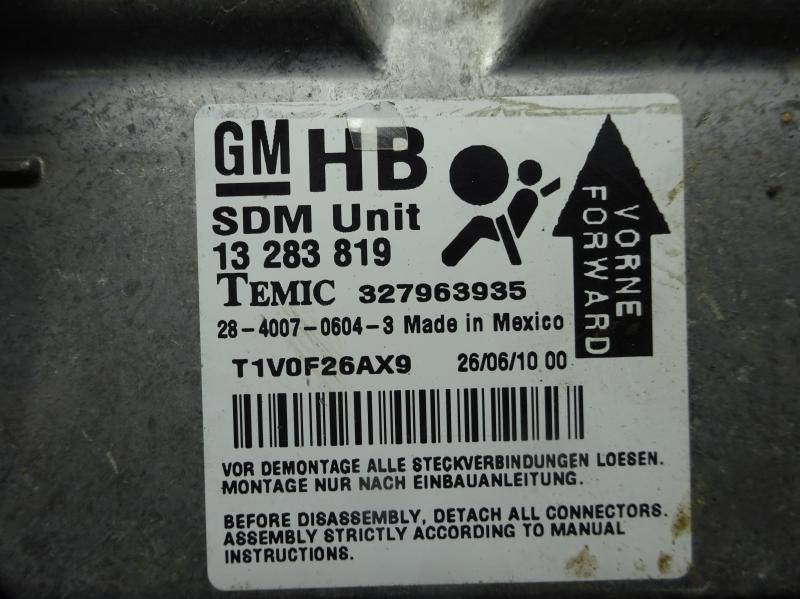 GM HB
SDM Unit
13 283 819
TEMIC 327963935
28-4007-0604-3 Made in Mexico
T1V0F26AX9 26/06/10 00
VORNE
FORWARD
VOR DEMONTAGE ALLE STECKVERBINDUNGEN LOESEN.
MONTAGE NUR NACH EINBAUANLEITUNG.
BEFORE DISASSEMBLY, DETACH ALL CONNECTORS.
ASSEMBLY STRICTLY ACCORDING TO MANUAL
INSTRUCTIONS.